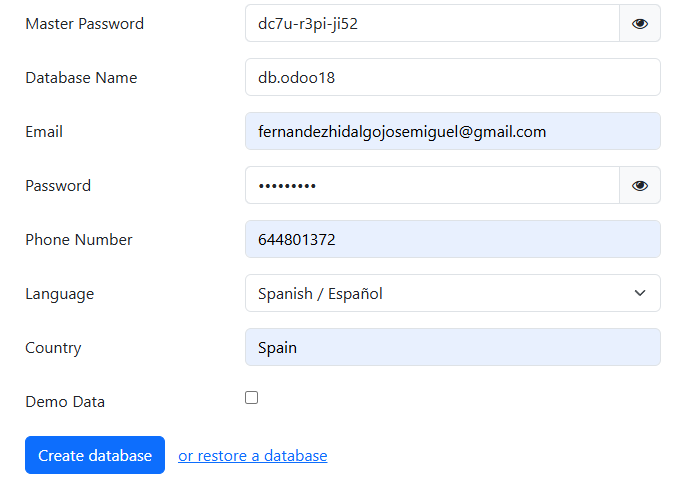 Master Password dc7u-r3pi-ji52
Database Name db.odoo18
Email fernandezhidalgojosemiguel@gmail.com
Password •••••••••
Phone Number 644801372
Language Spanish / Español
Country Spain
Demo Data
Create database or restore a database